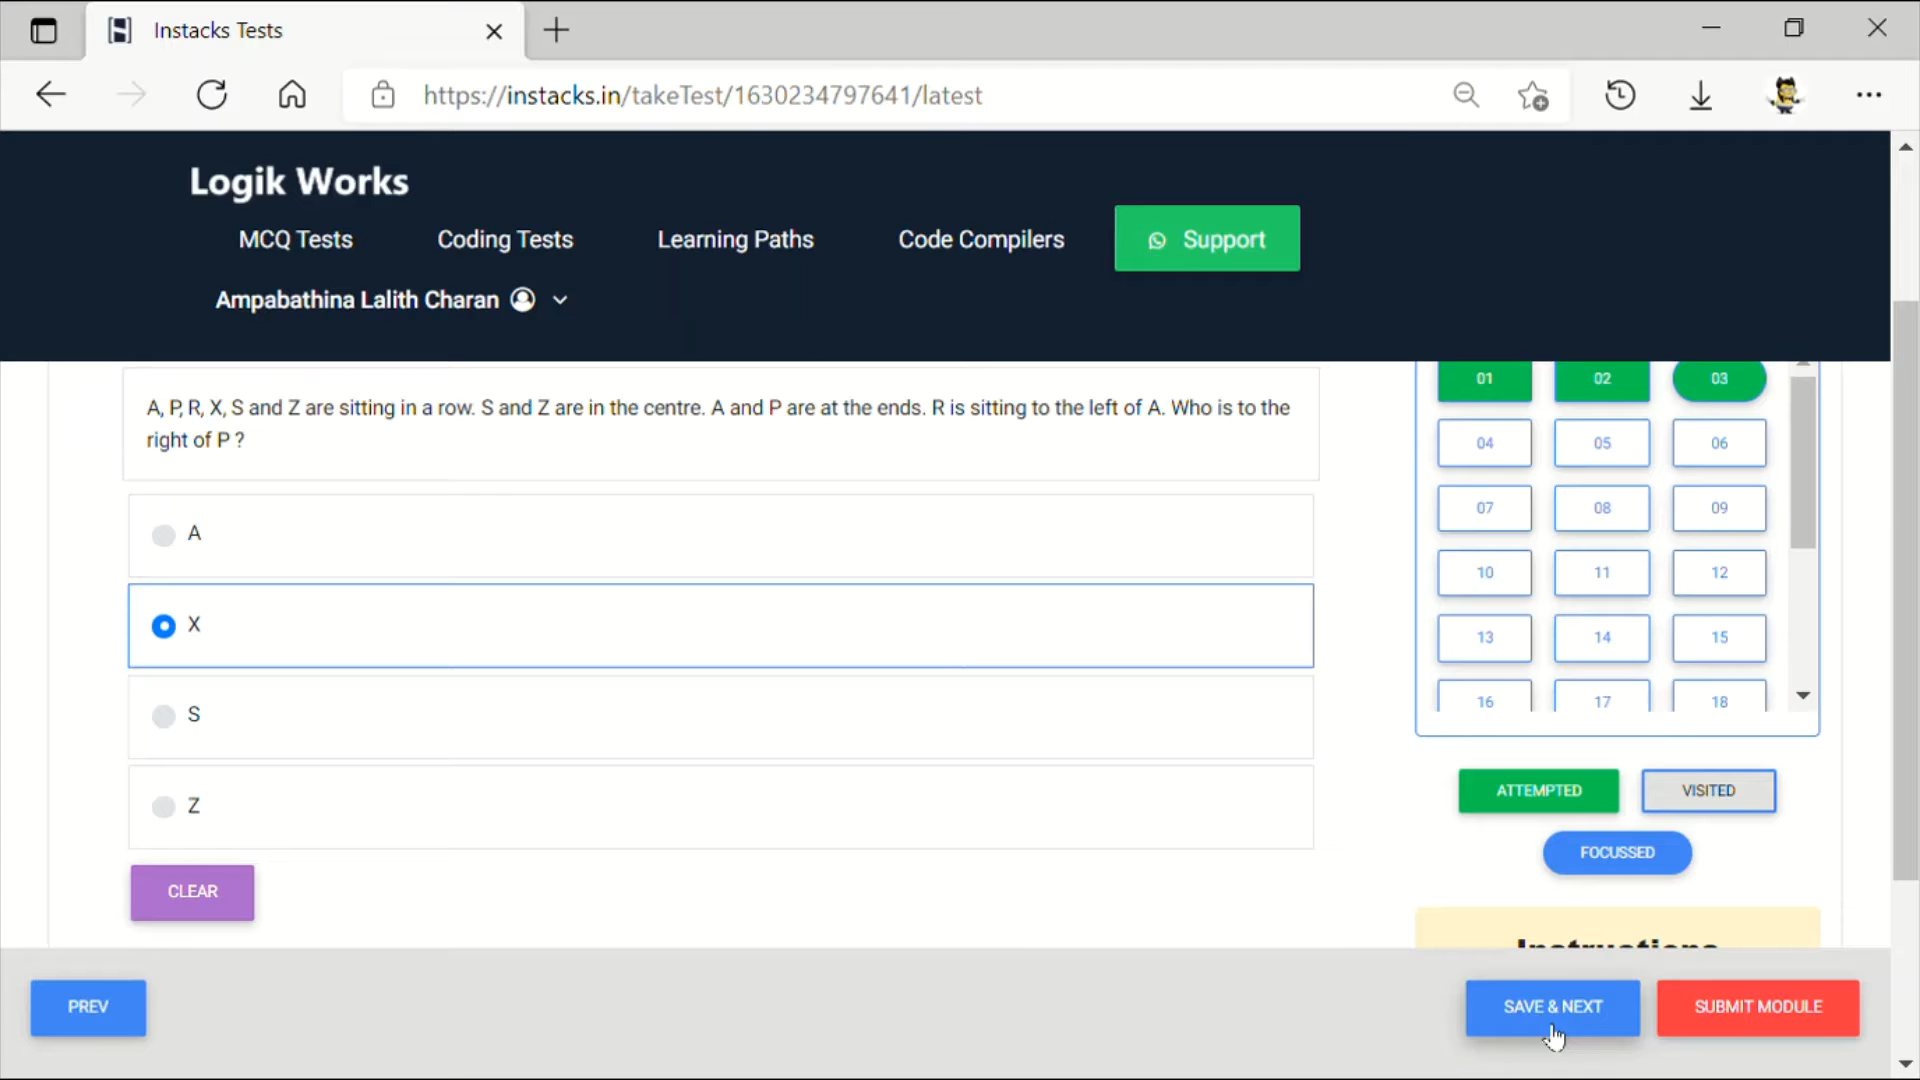 Instacks Tests
https://instacks.in/takeTest/1630234797641/latest
Logik Works
MCQ Tests Coding Tests Learning Paths Code Compilers Support
Ampabathina Lalith Charan
A, P, R, X, S and Z are sitting in a row. S and Z are in the centre. A and P are at the ends. R is sitting to the left of A. Who is to the
right of P ?
A
X
S
Z
CLEAR
01 02 03
04 05 06
07 08 09
10 11 12
13 14 15
16 17 18
ATTEMPTED VISITED
FOCUSSED
Instructions
PREV SAVE & NEXT SUBMIT MODULE